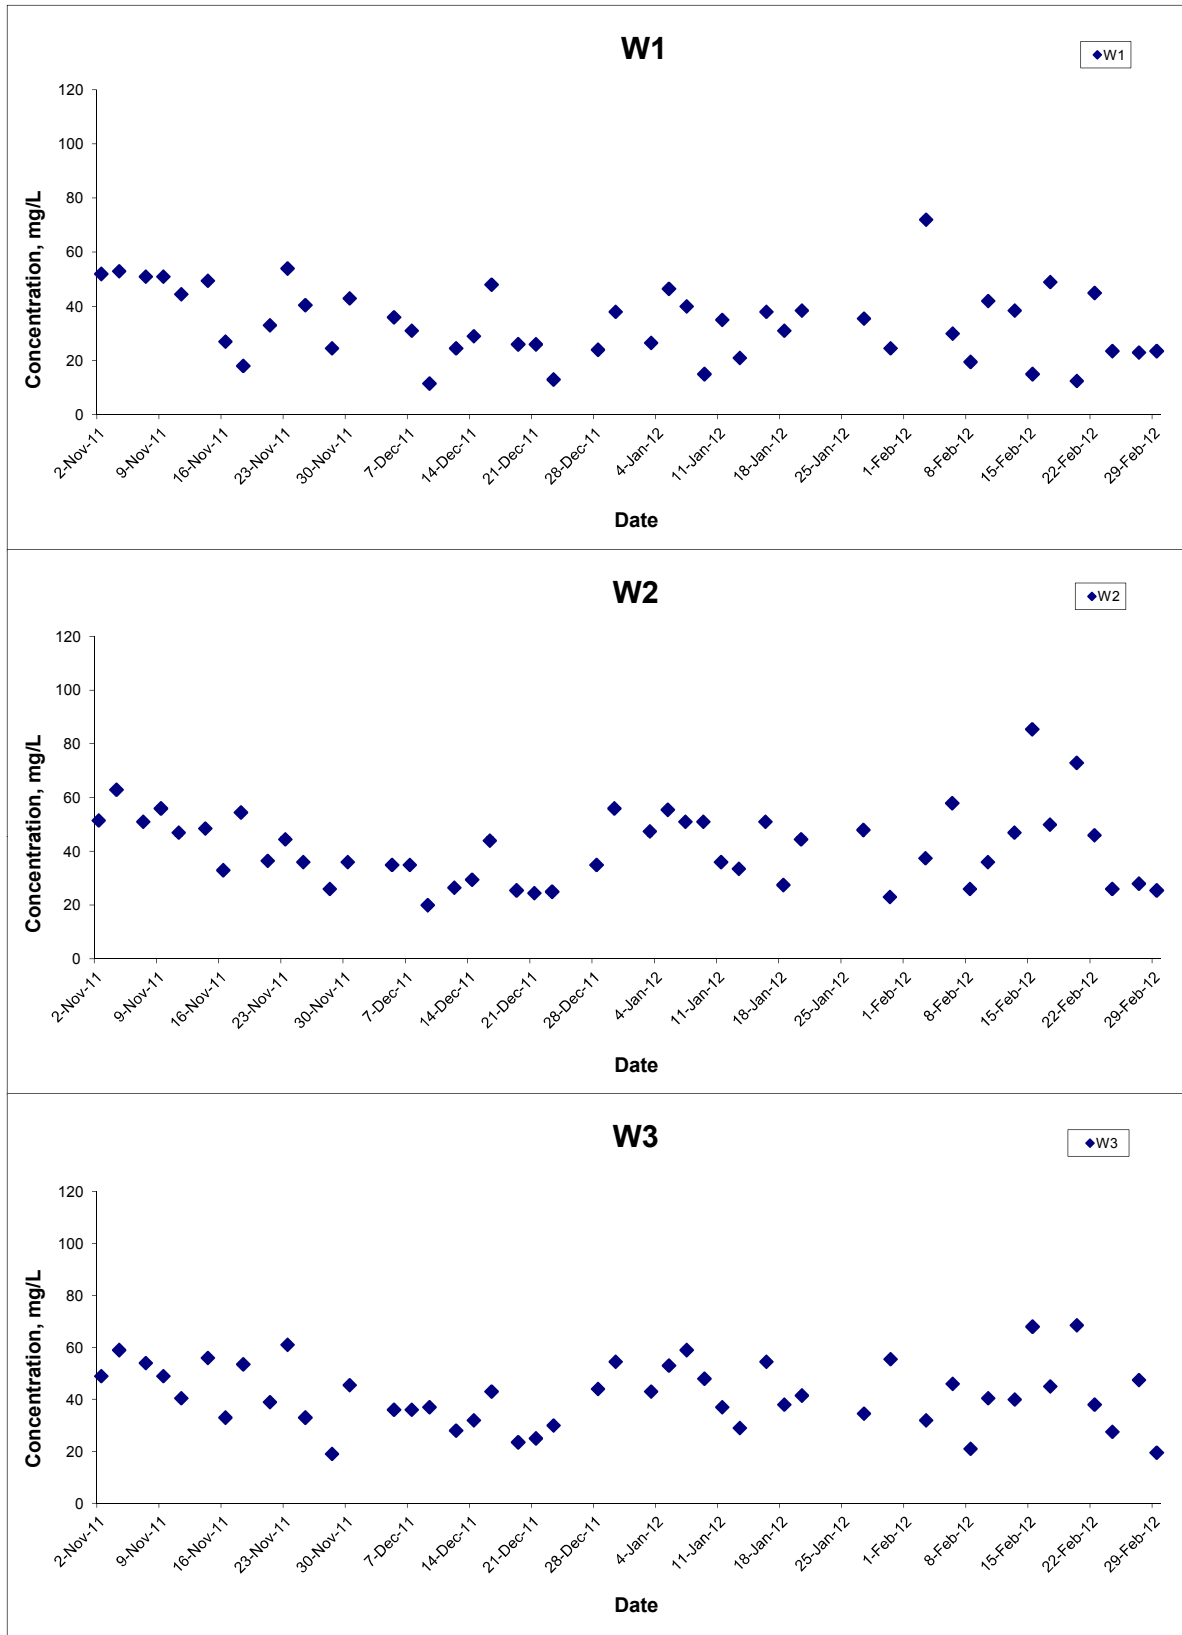 W1
W1
120
100
80
60
40
20
0
Concentration, mg/L
2-Nov-11
9-Nov-11
16-Nov-11
23-Nov-11
30-Nov-11
7-Dec-11
14-Dec-11
21-Dec-11
28-Dec-11
4-Jan-12
11-Jan-12
18-Jan-12
25-Jan-12
1-Feb-12
8-Feb-12
15-Feb-12
22-Feb-12
29-Feb-12
Date
W2
W2
120
100
80
60
40
20
0
Concentration, mg/L
2-Nov-11
9-Nov-11
16-Nov-11
23-Nov-11
30-Nov-11
7-Dec-11
14-Dec-11
21-Dec-11
28-Dec-11
4-Jan-12
11-Jan-12
18-Jan-12
25-Jan-12
1-Feb-12
8-Feb-12
15-Feb-12
22-Feb-12
29-Feb-12
Date
W3
W3
120
100
80
60
40
20
0
Concentration, mg/L
2-Nov-11
9-Nov-11
16-Nov-11
23-Nov-11
30-Nov-11
7-Dec-11
14-Dec-11
21-Dec-11
28-Dec-11
4-Jan-12
11-Jan-12
18-Jan-12
25-Jan-12
1-Feb-12
8-Feb-12
15-Feb-12
22-Feb-12
29-Feb-12
Date